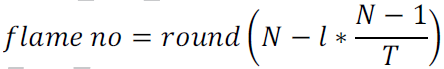 flame no = round(N − l * (N − 1)/T)